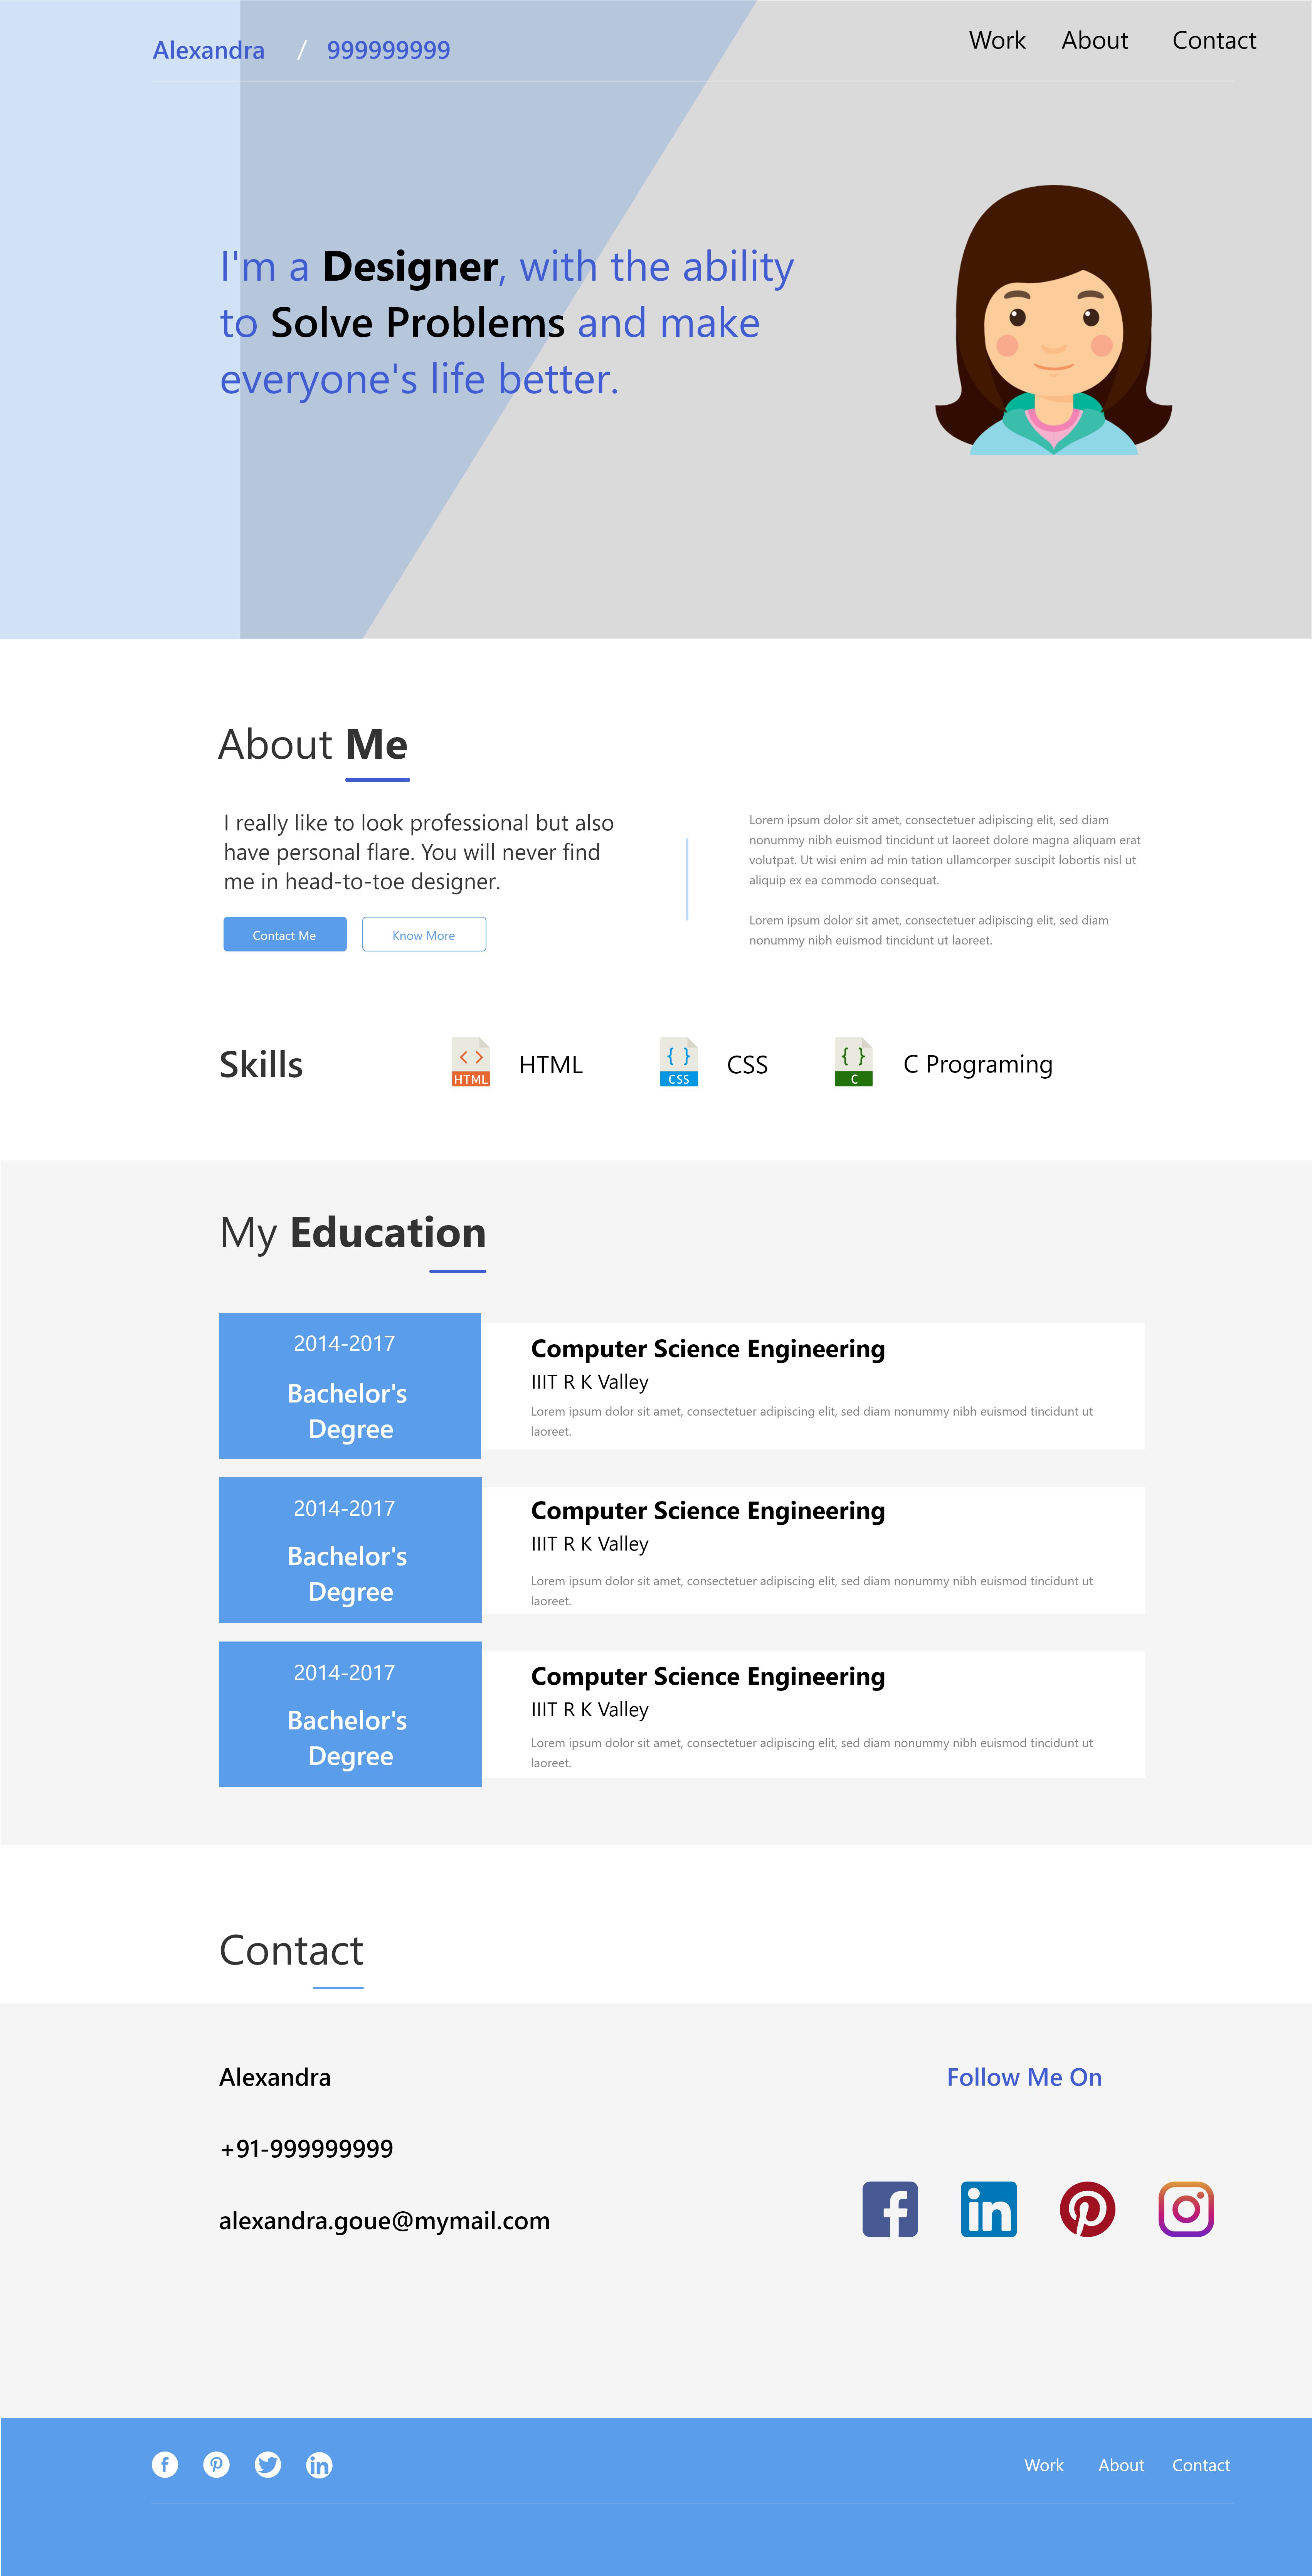 Alexandra / 999999999
Work About Contact
I'm a Designer, with the ability
to Solve Problems and make
everyone's life better.
About Me
I really like to look professional but also
have personal flare. You will never find
me in head-to-toe designer.
Contact Me Know More
Lorem ipsum dolor sit amet, consectetuer adipiscing elit, sed diam
nonummy nibh euismod tincidunt ut laoreet dolore magna aliquam erat
volutpat. Ut wisi enim ad min tation ullamcorper suscipit lobortis nisl ut
aliquip ex ea commodo consequat.
Lorem ipsum dolor sit amet, consectetuer adipiscing elit, sed diam
nonummy nibh euismod tincidunt ut laoreet.
Skills
HTML HTML
CSS CSS
C C Programing
My Education
2014-2017
Bachelor's
Degree
Computer Science Engineering
IIIT R K Valley
Lorem ipsum dolor sit amet, consectetuer adipiscing elit, sed diam nonummy nibh euismod tincidunt ut
laoreet.
2014-2017
Bachelor's
Degree
Computer Science Engineering
IIIT R K Valley
Lorem ipsum dolor sit amet, consectetuer adipiscing elit, sed diam nonummy nibh euismod tincidunt ut
laoreet.
2014-2017
Bachelor's
Degree
Computer Science Engineering
IIIT R K Valley
Lorem ipsum dolor sit amet, consectetuer adipiscing elit, sed diam nonummy nibh euismod tincidunt ut
laoreet.
Contact
Alexandra
+91-999999999
alexandra.goue@mymail.com
Follow Me On
Work About Contact